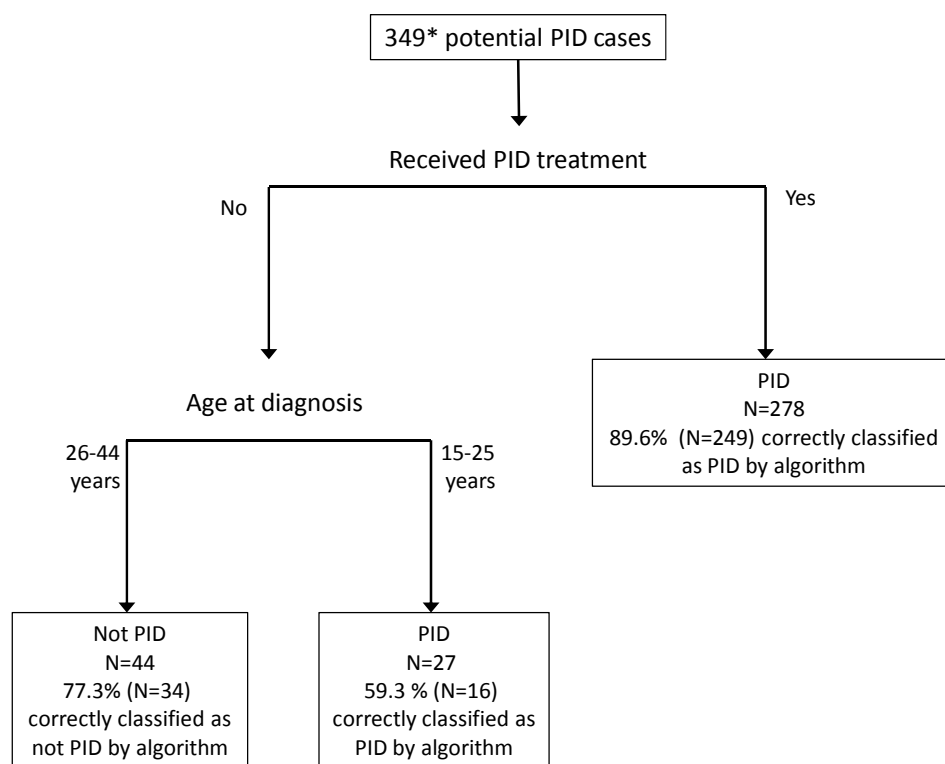 349* potential PID cases
Received PID treatment
No
Yes
PID
N=278
89.6% (N=249) correctly classified
as PID by algorithm
Age at diagnosis
26-44
years
15-25
years
Not PID
N=44
77.3% (N=34)
correctly classified as
not PID by algorithm
PID
N=27
59.3 % (N=16)
correctly classified as
PID by algorithm